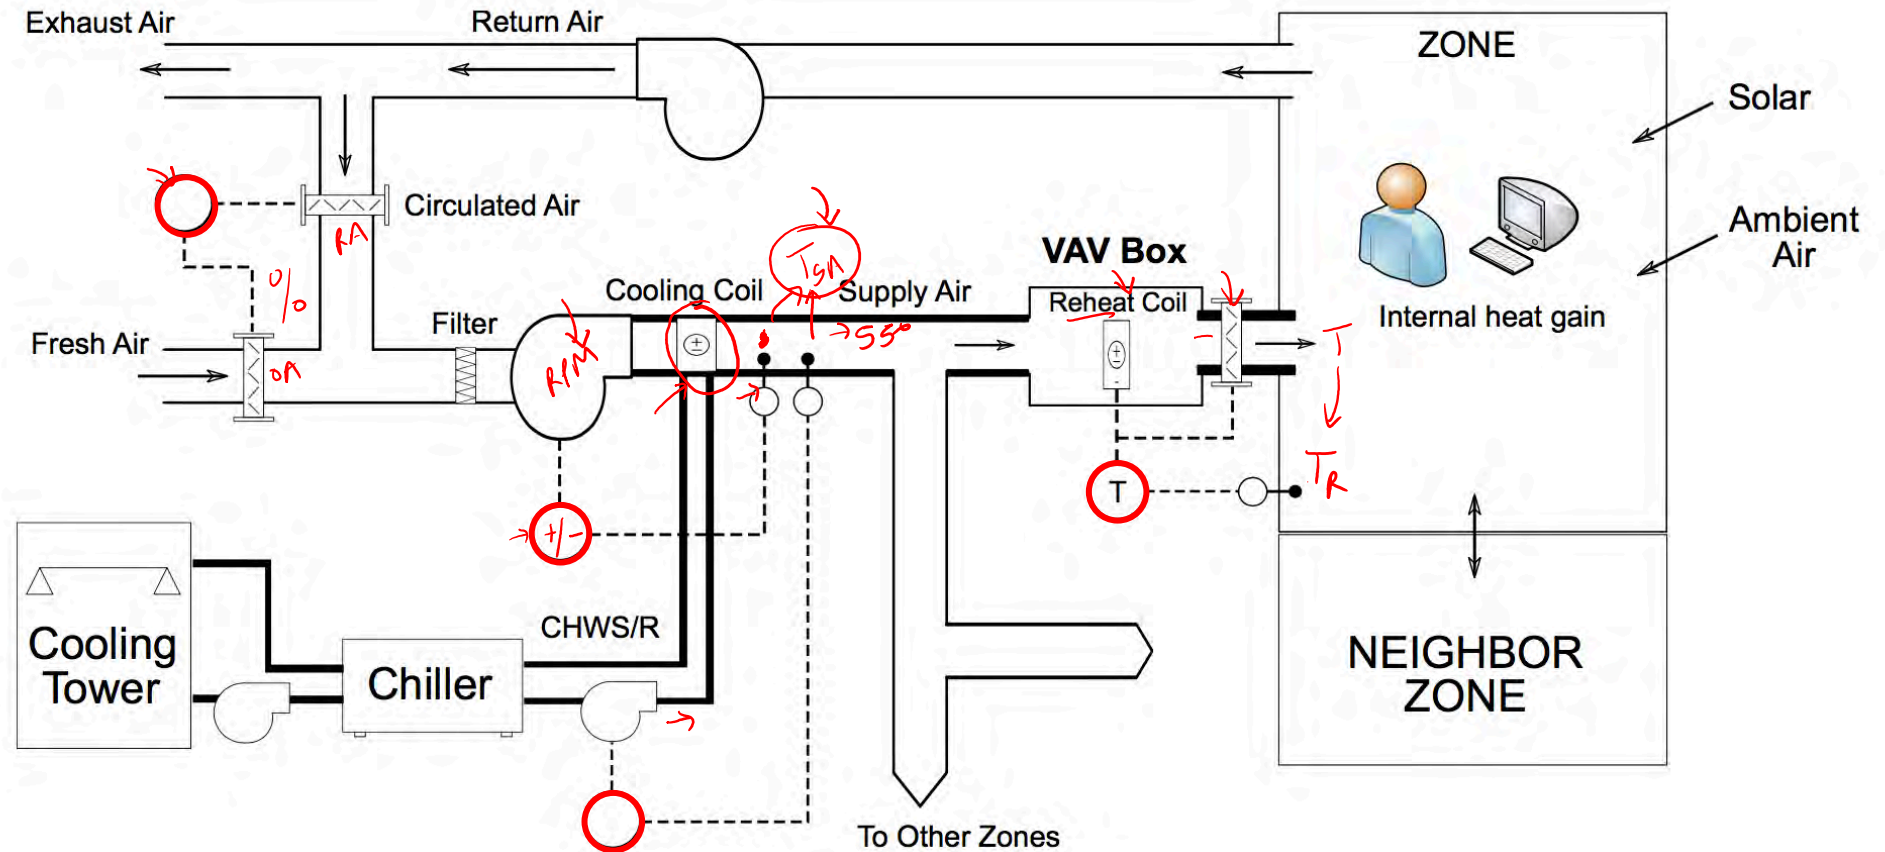 Exhaust Air
Return Air
ZONE
Solar
Circulated Air
RA
TSA
Ambient
Air
VAV Box
%
Cooling Coil
Supply Air
Reheat Coil
Internal heat gain
Filter
Fresh Air
OA
RPM
→55°
T
TR
T
+/-
CHWS/R
Cooling
Tower
Chiller
NEIGHBOR
ZONE
To Other Zones